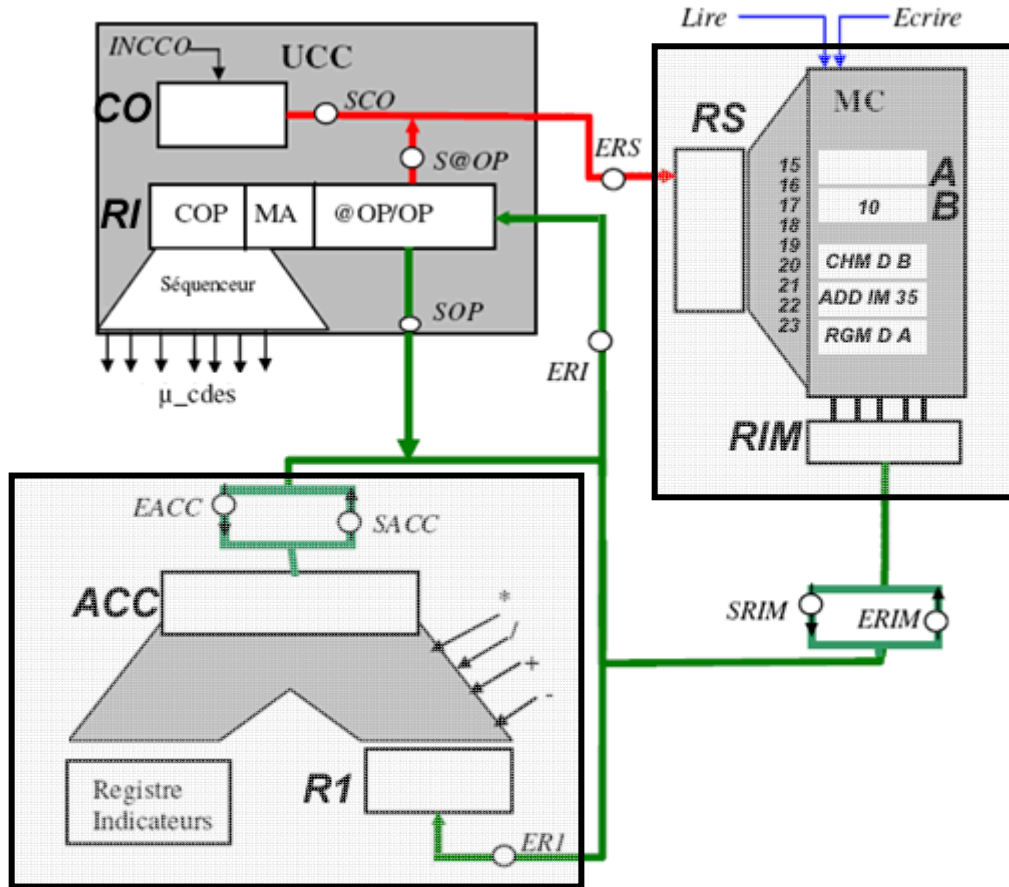 Lire
Ecrire
INCCO
UCC
CO
SCO
S@OP
ERS
RS
MC
RI
COP
MA
@OP/OP
Séquenceur
SOP
ERI
µ_cdes
15
16
17
18
19
20
21
22
23
A
10
B
CHM D B
ADD IM 35
RGM D A
RIM
EACC
SACC
ACC
*
/
+
-
SRIM
ERIM
R1
Registre
Indicateurs
ER1